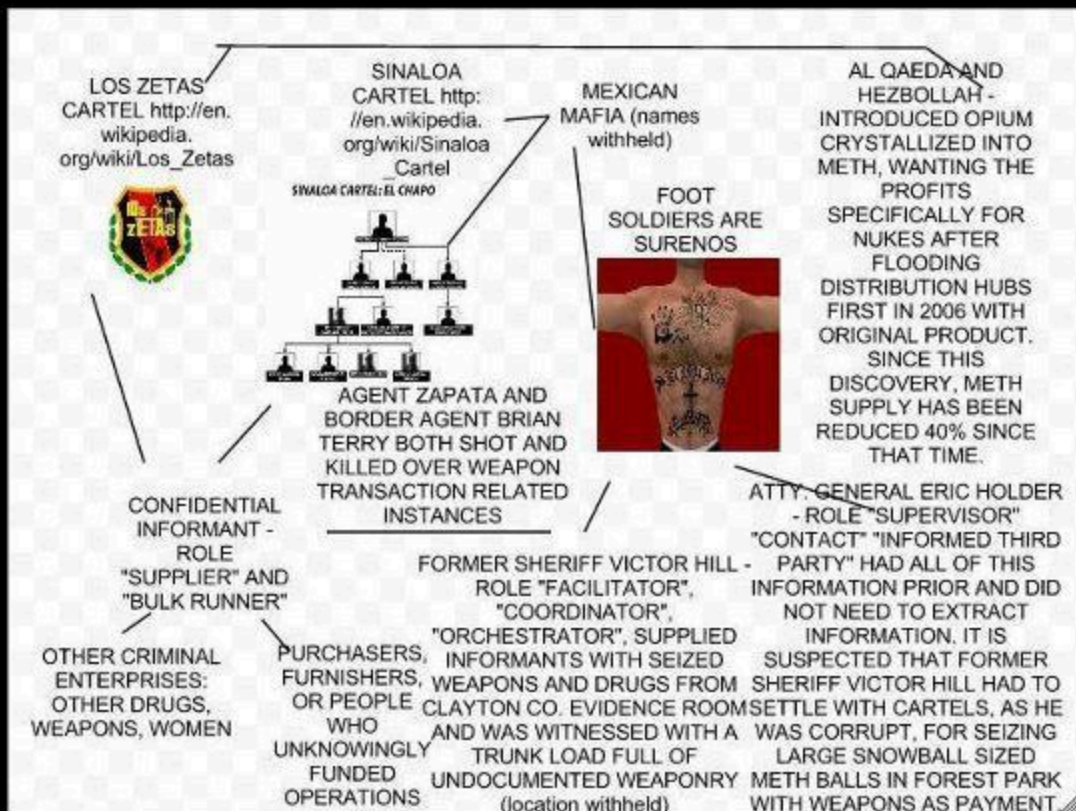 LOS ZETAS
CARTEL http://en.
wikipedia.
org/wiki/Los_Zetas
ZETAS
SINALOA
CARTEL http:
//en.wikipedia.
org/wiki/Sinaloa
_Cartel
SINALOA CARTEL: EL CHAPO
MEXICAN
MAFIA (names
withheld)
FOOT
SOLDIERS ARE
SURENOS
AL QAEDA AND
HEZBOLLAH -
INTRODUCED OPIUM
CRYSTALLIZED INTO
METH, WANTING THE
PROFITS
SPECIFICALLY FOR
NUKES AFTER
FLOODING
DISTRIBUTION HUBS
FIRST IN 2006 WITH
ORIGINAL PRODUCT.
SINCE THIS
DISCOVERY, METH
SUPPLY HAS BEEN
REDUCED 40% SINCE
THAT TIME.
AGENT ZAPATA AND
BORDER AGENT BRIAN
TERRY BOTH SHOT AND
KILLED OVER WEAPON
TRANSACTION RELATED
INSTANCES
CONFIDENTIAL
INFORMANT -
ROLE
"SUPPLIER" AND
"BULK RUNNER"
OTHER CRIMINAL
ENTERPRISES:
OTHER DRUGS,
WEAPONS, WOMEN
PURCHASERS,
FURNISHERS,
OR PEOPLE
WHO
UNKNOWINGLY
FUNDED
OPERATIONS
FORMER SHERIFF VICTOR HILL -
ROLE "FACILITATOR",
"COORDINATOR",
"ORCHESTRATOR", SUPPLIED
INFORMANTS WITH SEIZED
WEAPONS AND DRUGS FROM
CLAYTON CO. EVIDENCE ROOM
AND WAS WITNESSED WITH A
TRUNK LOAD FULL OF
UNDOCUMENTED WEAPONRY
(location withheld)
ATTY. GENERAL ERIC HOLDER
- ROLE "SUPERVISOR"
"CONTACT" "INFORMED THIRD
PARTY" HAD ALL OF THIS
INFORMATION PRIOR AND DID
NOT NEED TO EXTRACT
INFORMATION. IT IS
SUSPECTED THAT FORMER
SHERIFF VICTOR HILL HAD TO
SETTLE WITH CARTELS, AS HE
WAS CORRUPT, FOR SEIZING
LARGE SNOWBALL SIZED
METH BALLS IN FOREST PARK
WITH WEAPONS AS PAYMENT.